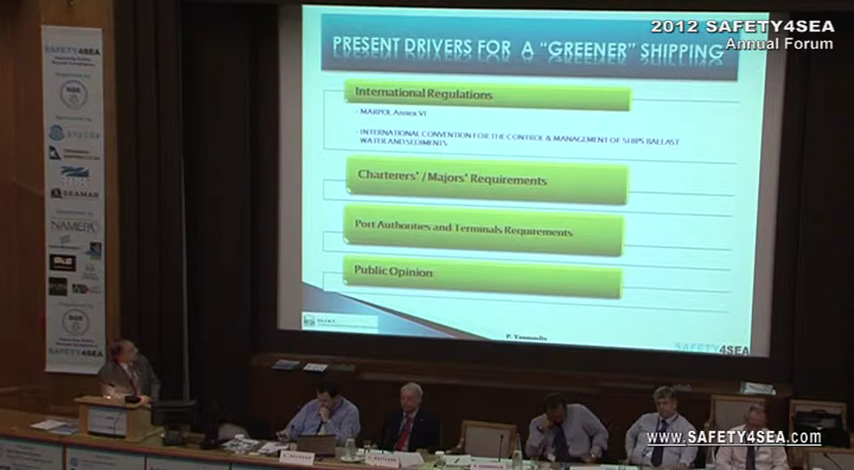 2012 SAFETY4SEA
Annual Forum
PRESENT DRIVERS FOR A “GREENER” SHIPPING
International Regulations
- MARPOL Annex VI
- INTERNATIONAL CONVENTION FOR THE CONTROL & MANAGEMENT OF SHIPS BALLAST
WATER AND SEDIMENTS
Charterers' / Majors' Requirements
Port Authorities and Terminals Requirements
Public Opinion
SAFETY4SEA
SAFETY4SEA
SEAMAR
NAMEPA
SAFETY4SEA
www.SAFETY4SEA.com